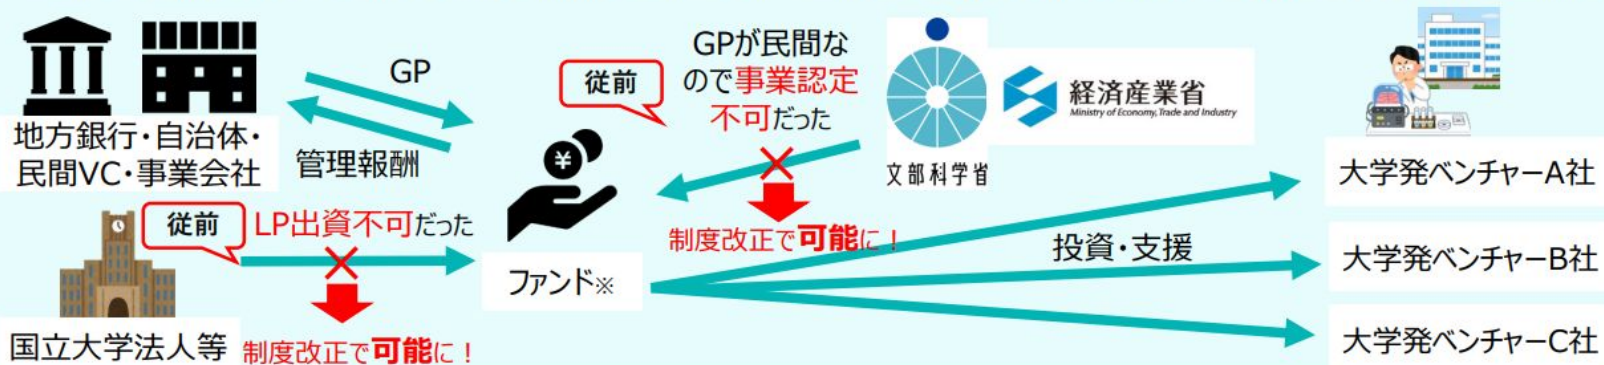 GP
管理報酬
地方銀行・自治体・
民間VC・事業会社
従前
GPが民間な
ので事業認定
不可だった
制度改正で可能に！
文部科学省
経済産業省
Ministry of Economy, Trade and Industry
従前
LP出資不可だった
制度改正で可能に！
国立大学法人等
¥
ファンド※
投資・支援
大学発ベンチャーA社
大学発ベンチャーB社
大学発ベンチャーC社